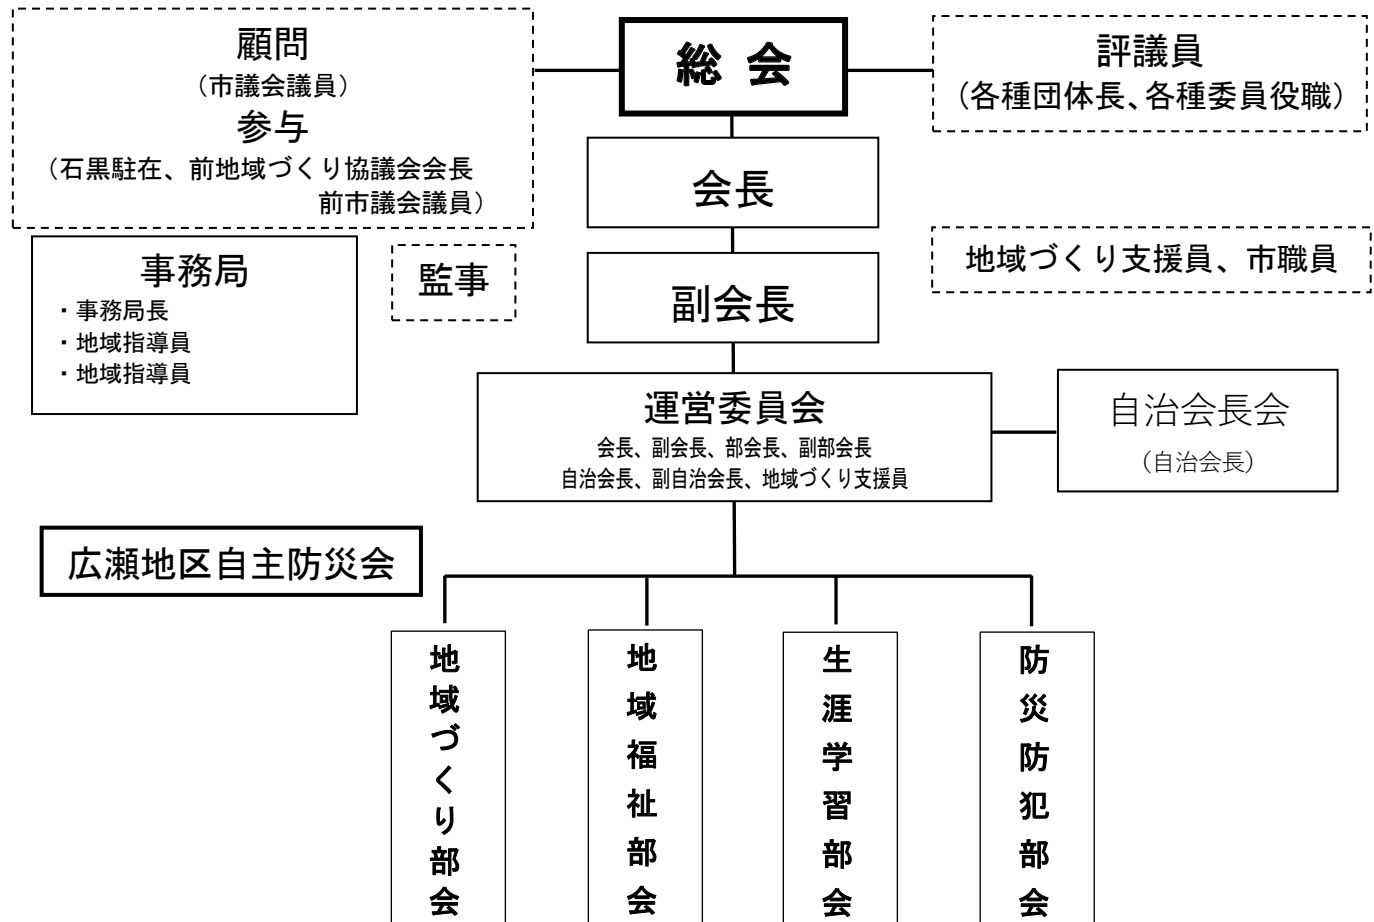 顧問
（市議会議員）
参与
（石黒駐在、前地域づくり協議会会長
前市議会議員）
総 会
評議員
（各種団体長、各種委員役職）
会長
事務局
・事務局長
・地域指導員
・地域指導員
監事
副会長
地域づくり支援員、市職員
運営委員会
会長、副会長、部会長、副部会長
自治会長、副自治会長、地域づくり支援員
自治会長会
（自治会長）
広瀬地区自主防災会
地域づくり部会
地域福祉部会
生涯学習部会
防災防犯部会